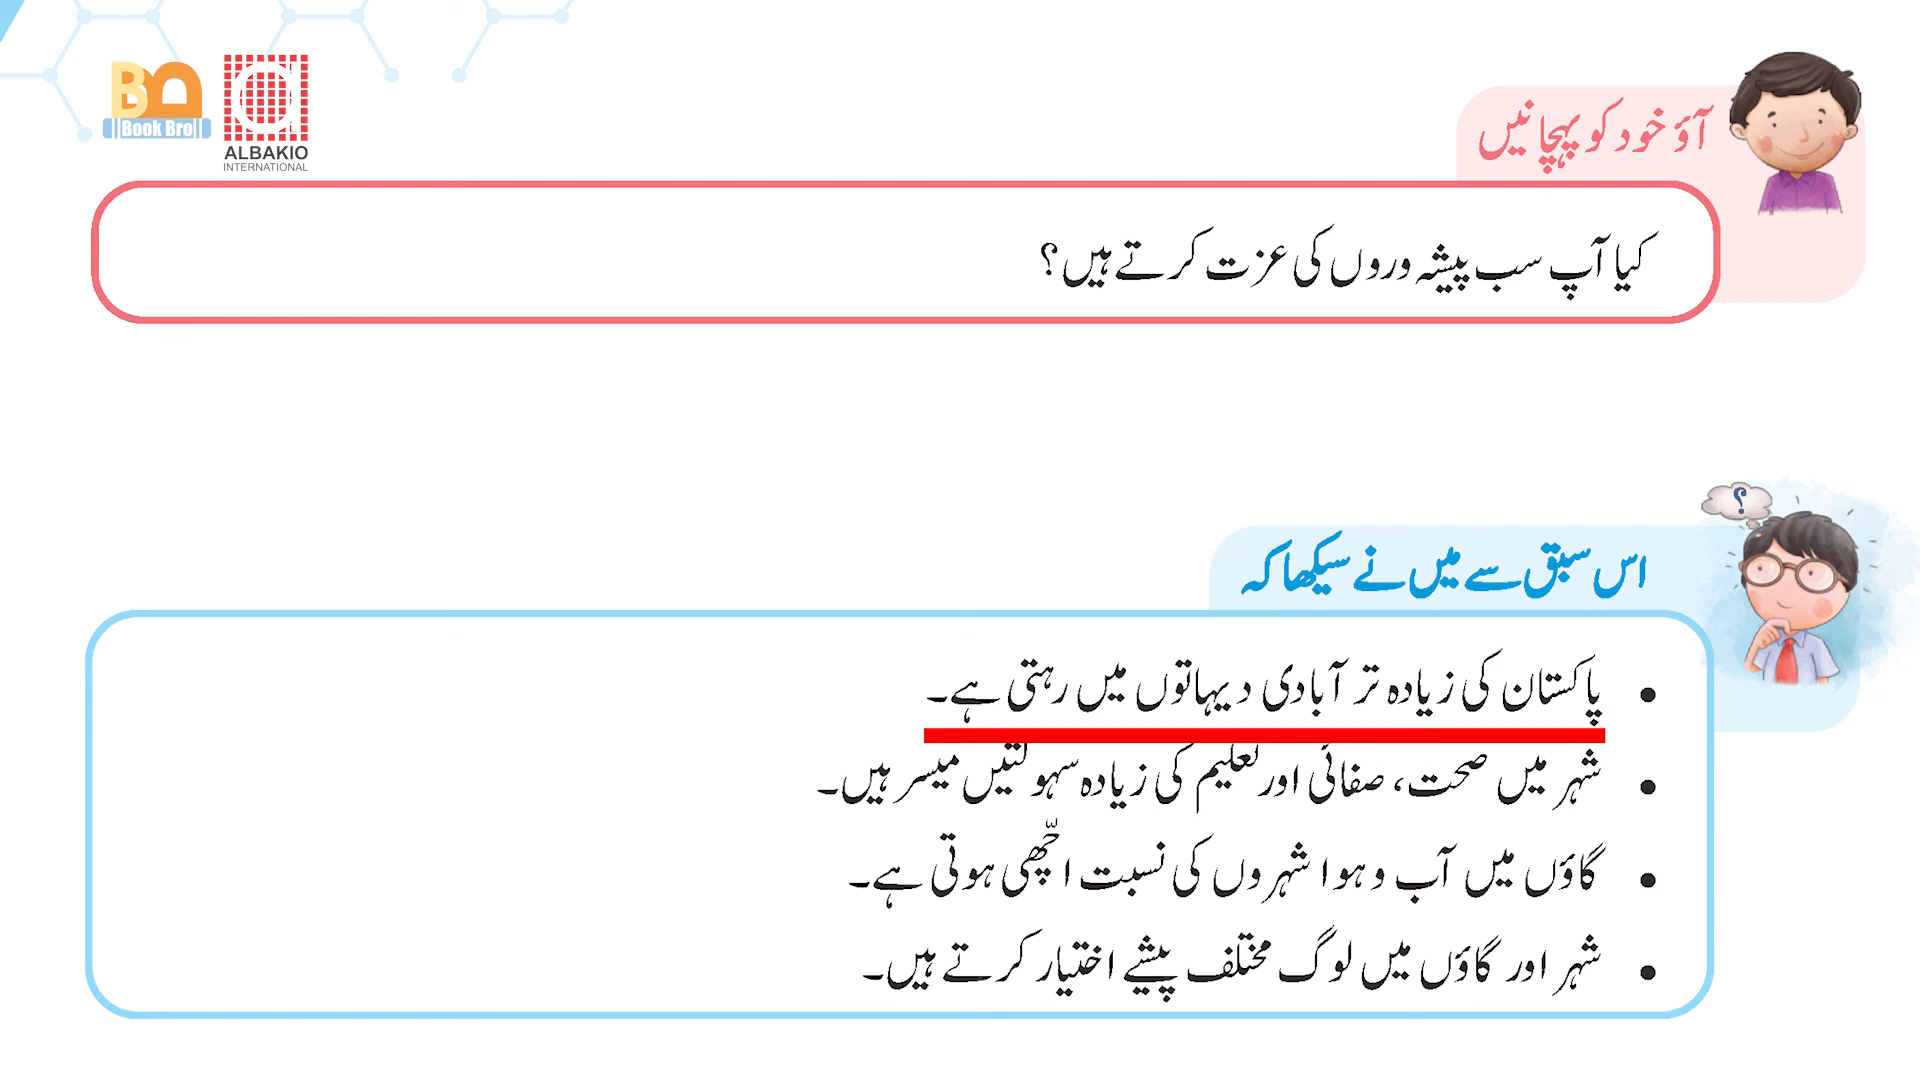 BB
Book Bro
ALBAKIO
INTERNATIONAL
آؤ خود کو پہچانیں
کیا آپ سب پیشہ وروں کی عزت کرتے ہیں؟
؟
اس سبق سے میں نے سیکھا کہ
• پاکستان کی زیادہ تر آبادی دیہاتوں میں رہتی ہے۔
• شہر میں صحت، صفائی اور تعلیم کی زیادہ سہولتیں میسر ہیں۔
• گاؤں میں آب و ہوا شہروں کی نسبت اچّھی ہوتی ہے۔
• شہر اور گاؤں میں لوگ مختلف پیشے اختیار کرتے ہیں۔